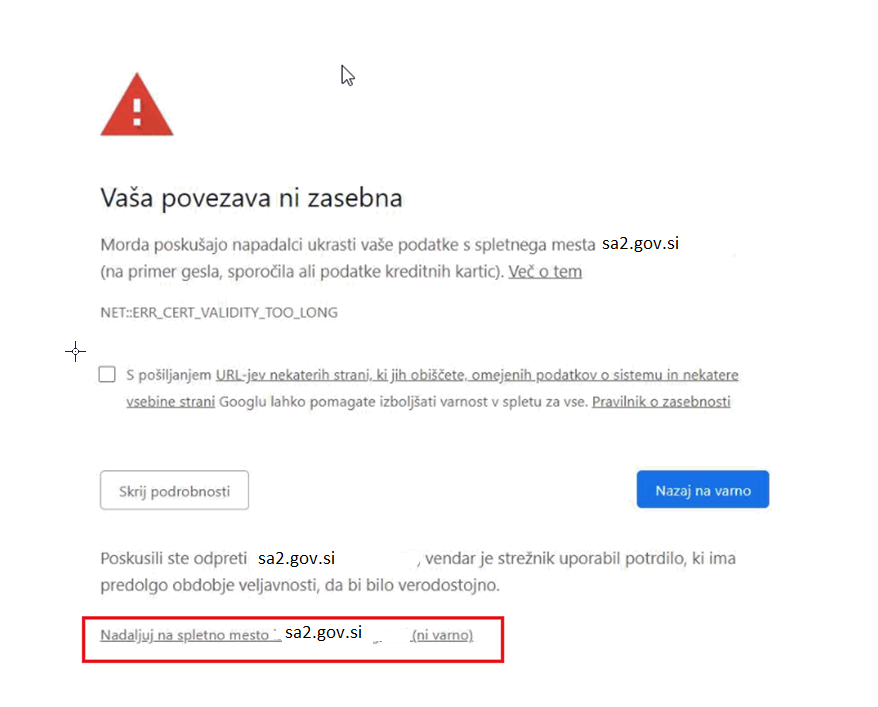 Vaša povezava ni zasebna
Morda poskušajo napadalci ukrasti vaše podatke s spletnega mesta sa2.gov.si
(na primer gesla, sporočila ali podatke kreditnih kartic). Več o tem
NET::ERR_CERT_VALIDITY_TOO_LONG
S pošiljanjem URL-jev nekaterih strani, ki jih obiščete, omejenih podatkov o sistemu in nekatere
vsebine strani Googlu lahko pomagate izboljšati varnost v spletu za vse. Pravilnik o zasebnosti
Skrij podrobnosti
Nazaj na varno
Poskusili ste odpreti sa2.gov.si , vendar je strežnik uporabil potrdilo, ki ima
predolgo obdobje veljavnosti, da bi bilo verodostojno.
Nadaljuj na spletno mesto sa2.gov.si (ni varno)